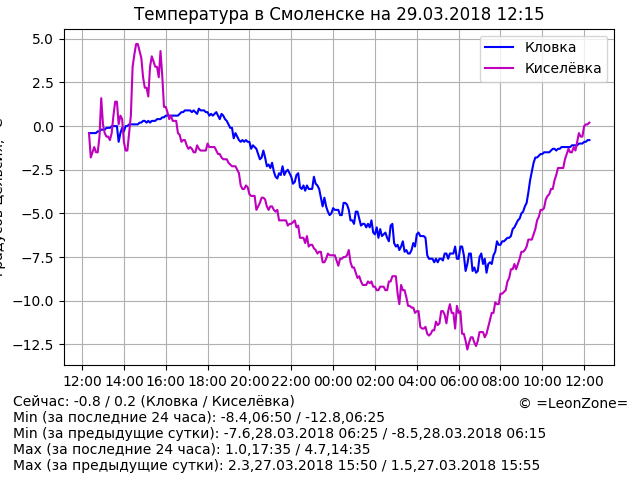 Температура в Смоленске на 29.03.2018 12:15
Кловка
Киселёвка
5.0
2.5
0.0
−2.5
−5.0
−7.5
−10.0
−12.5
12:00 14:00 16:00 18:00 20:00 22:00 00:00 02:00 04:00 06:00 08:00 10:00 12:00
Сейчас: -0.8 / 0.2 (Кловка / Киселёвка)
© =LeonZone=
Min (за последние 24 часа): -8.4,06:50 / -12.8,06:25
Min (за предыдущие сутки): -7.6,28.03.2018 06:25 / -8.5,28.03.2018 06:15
Max (за последние 24 часа): 1.0,17:35 / 4.7,14:35
Max (за предыдущие сутки): 2.3,27.03.2018 15:50 / 1.5,27.03.2018 15:55